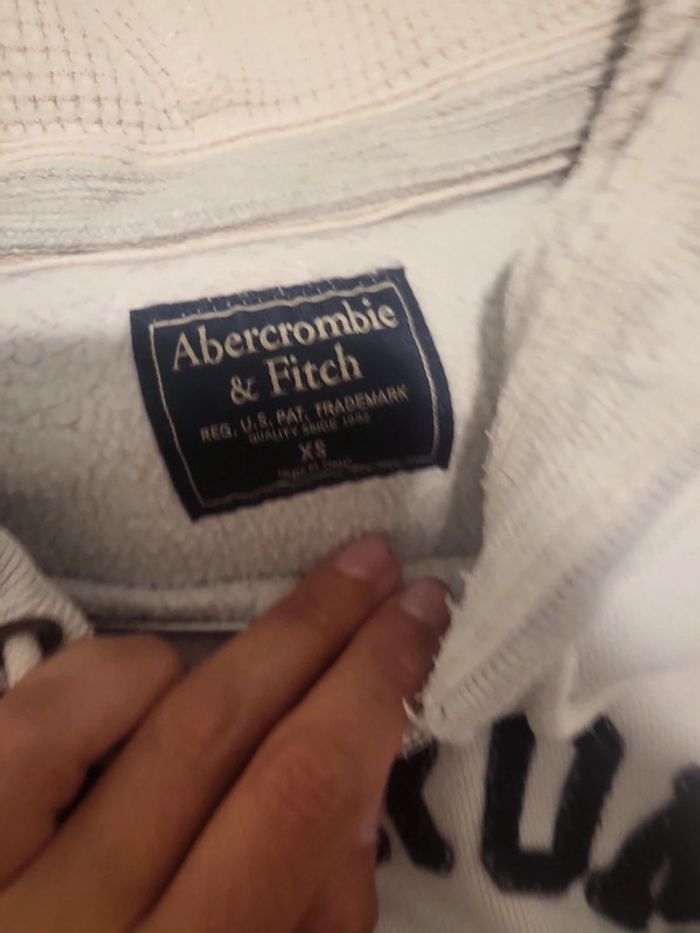 Abercrombie
& Fitch
REG. U.S. PAT. TRADEMARK
QUALITY SINCE 1892
XS